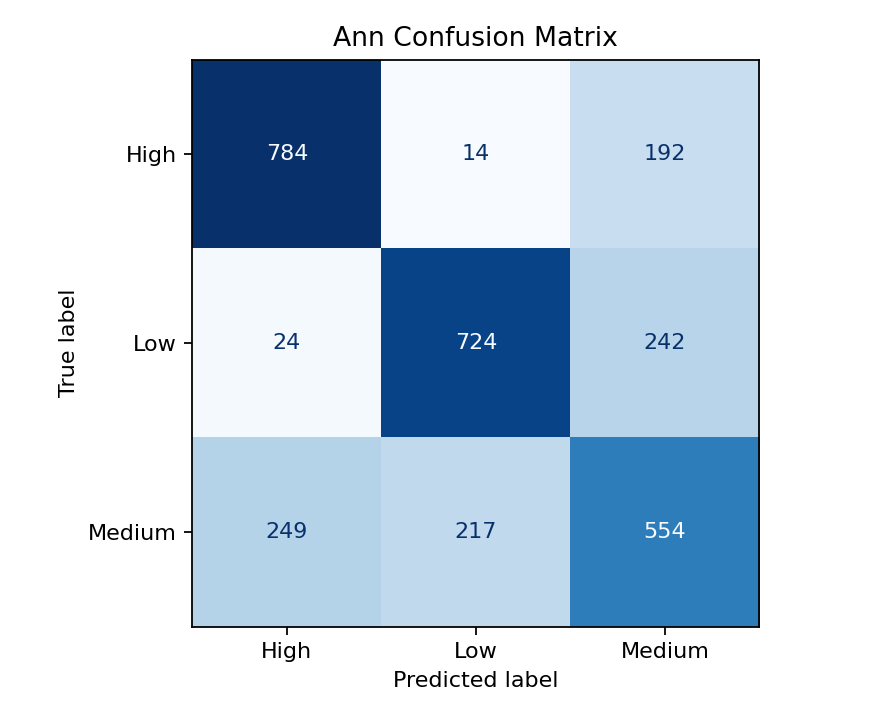 Ann Confusion Matrix
True label
High 784 14 192
Low 24 724 242
Medium 249 217 554
High Low Medium
Predicted label